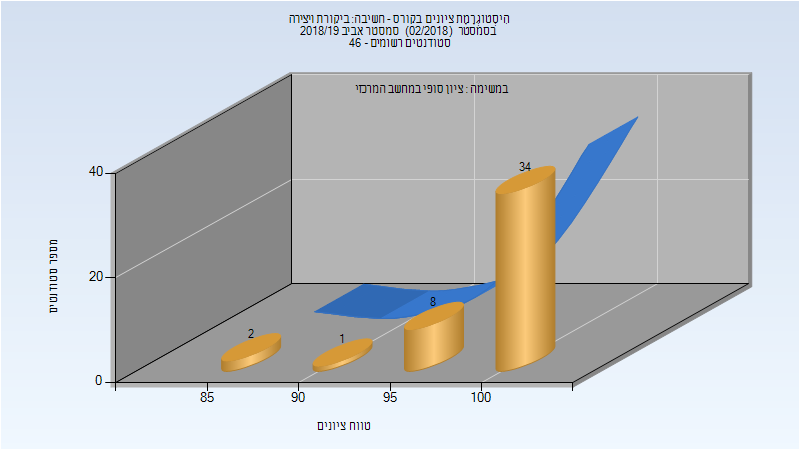 היסטוגרמת ציונים בקורס - חשיבה: ביקורת ויצירה
בסמסטר (02/2018) סמסטר אביב 2018/19
סטודנטים רשומים - 46
במשימה : ציון סופי במחשב המרכזי
40
20
0
מספר סטודנטים
2
1
8
34
85
90
95
100
טווח ציונים